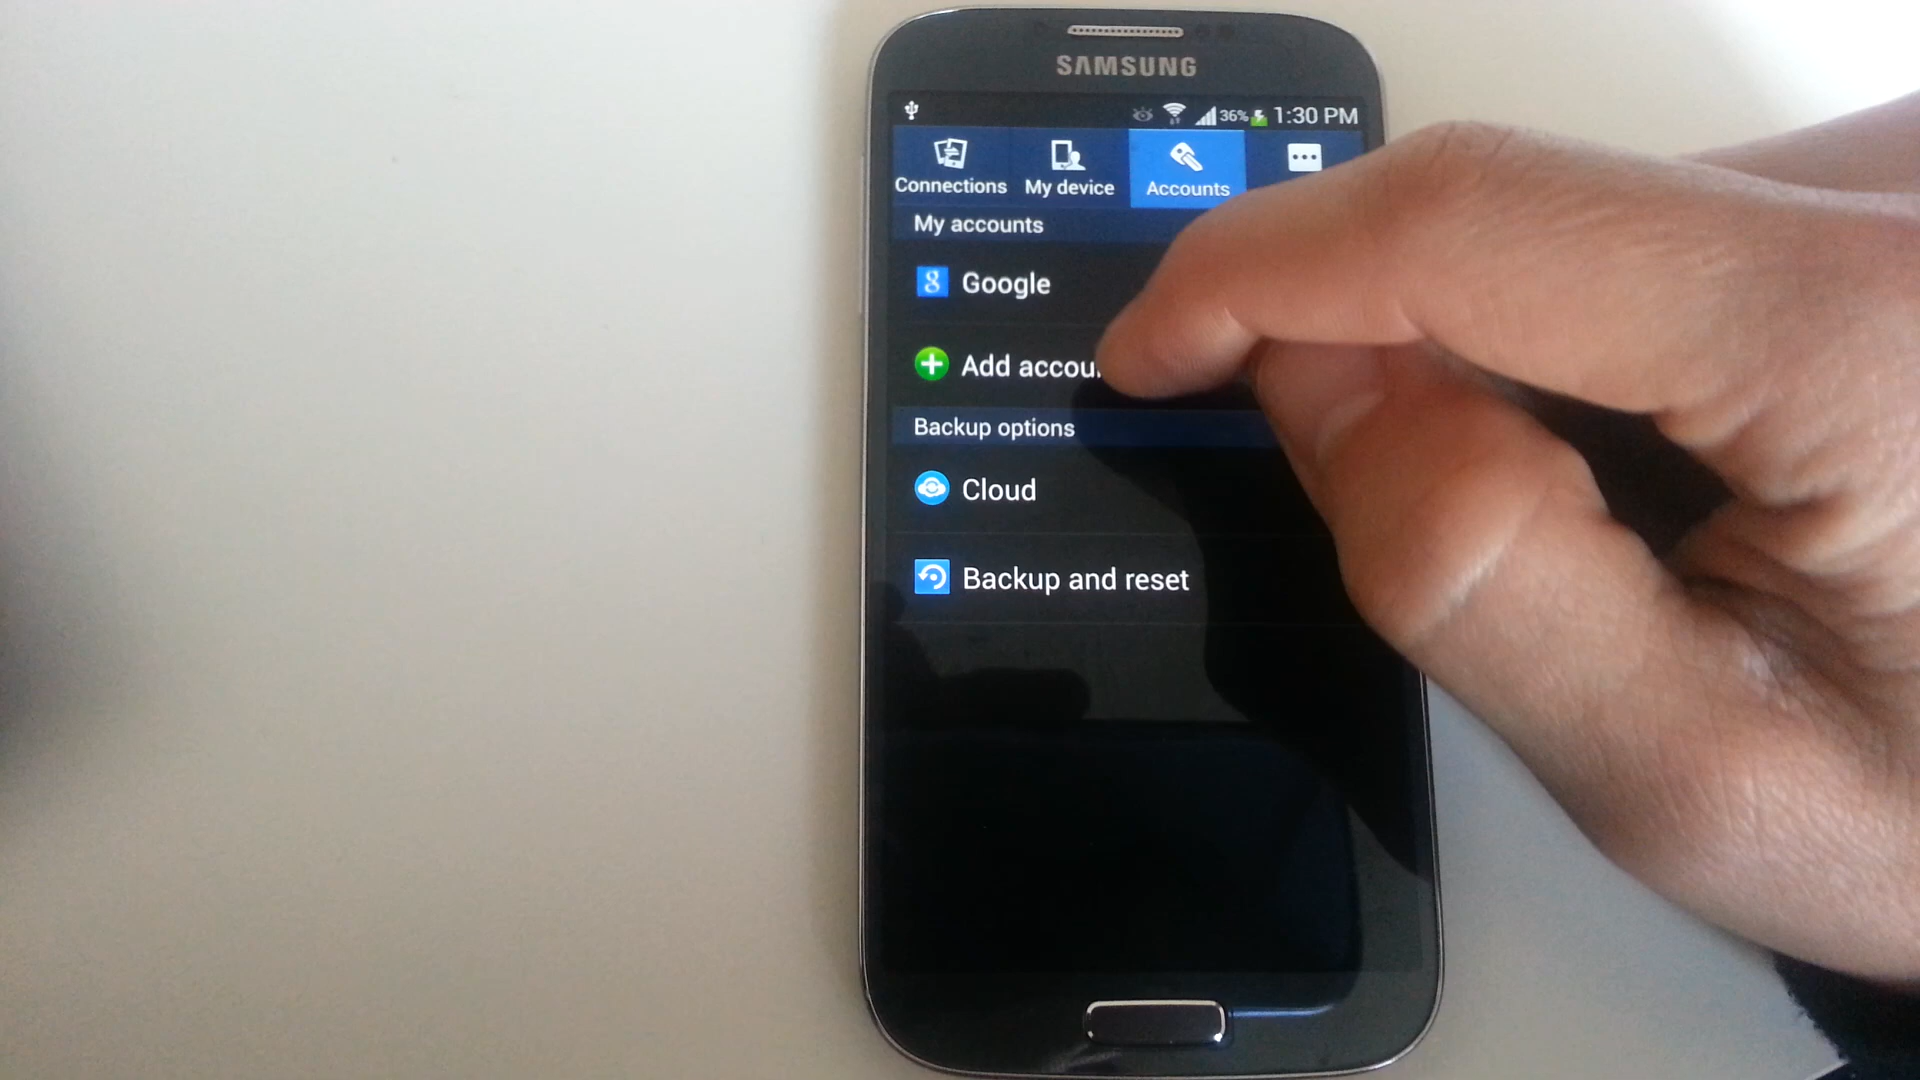 SAMSUNG
36% 1:30 PM
Connections My device Accounts
My accounts
Google
Add accou
Backup options
Cloud
Backup and reset